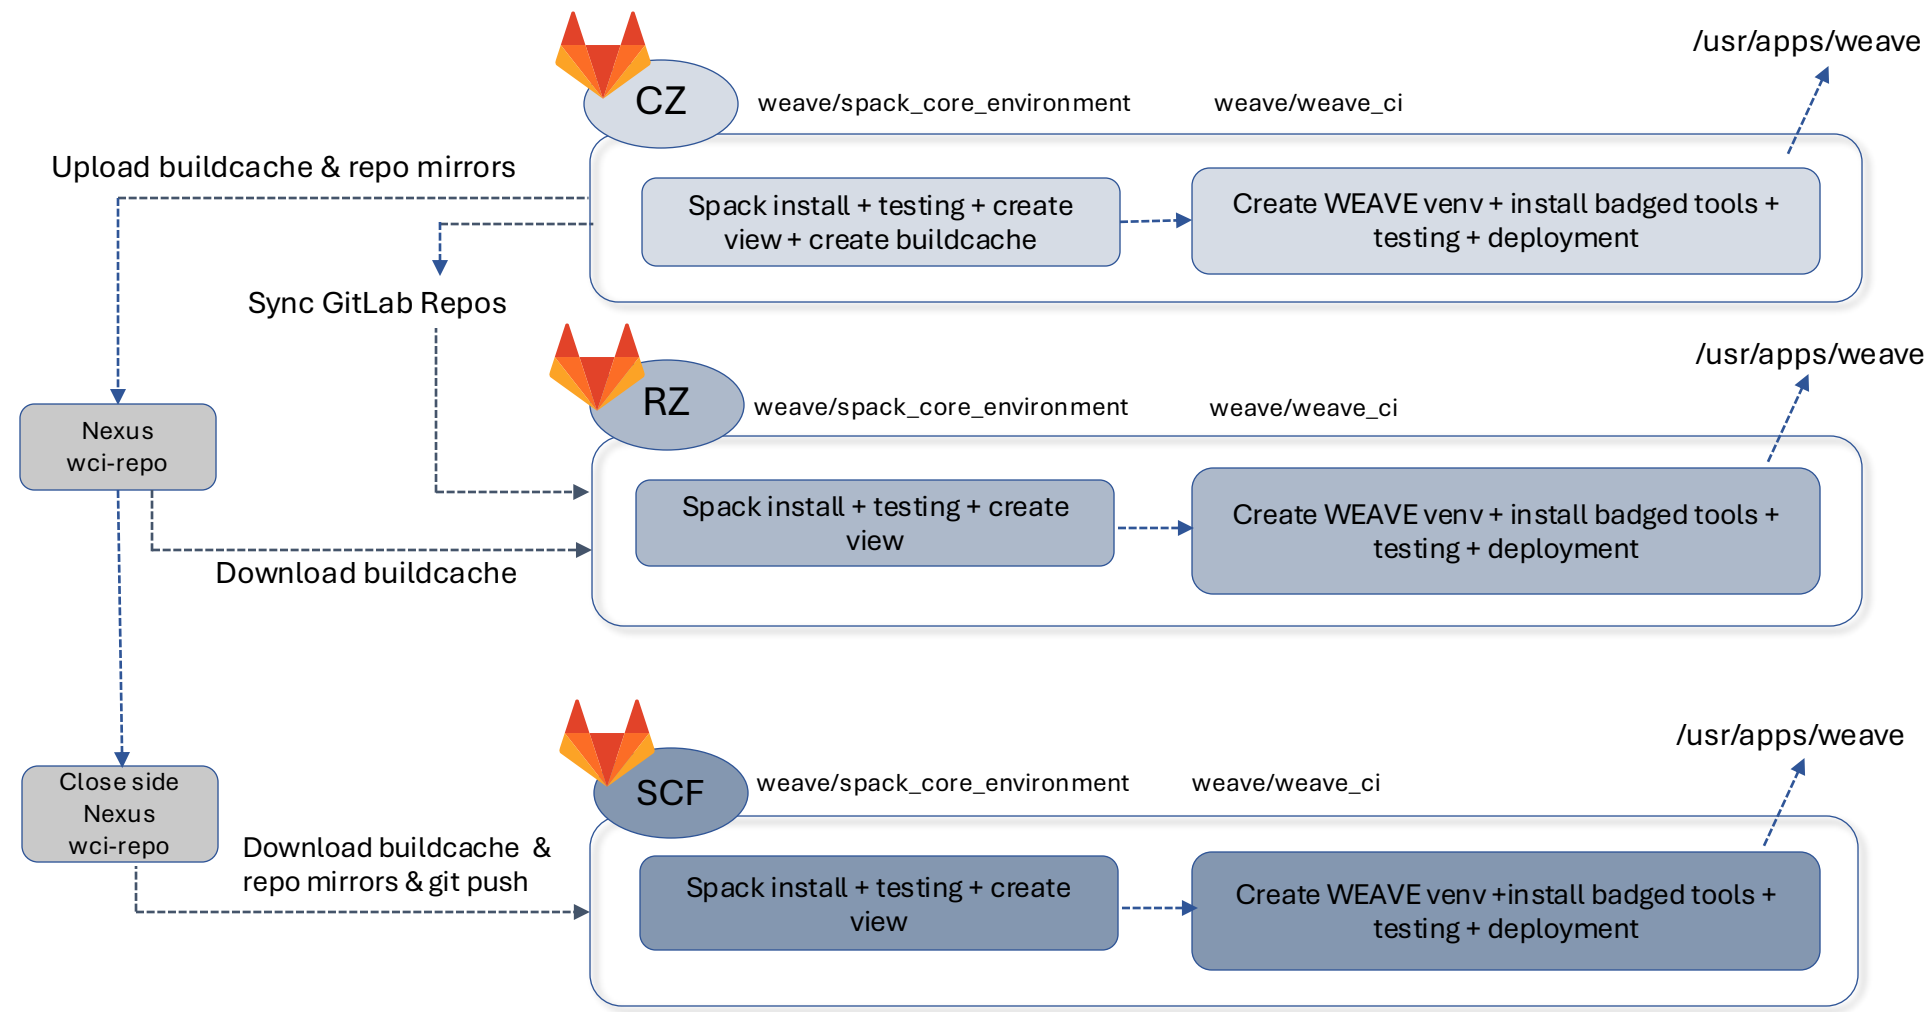 /usr/apps/weave
CZ
weave/spack_core_environment
weave/weave_ci
Upload buildcache & repo mirrors
Spack install + testing + create
view + create buildcache
Create WEAVE venv + install badged tools +
testing + deployment
Sync GitLab Repos
/usr/apps/weave
RZ
weave/spack_core_environment
weave/weave_ci
Nexus
wci-repo
Spack install + testing + create
view
Create WEAVE venv + install badged tools +
testing + deployment
Download buildcache
/usr/apps/weave
SCF
weave/spack_core_environment
weave/weave_ci
Close side
Nexus
wci-repo
Download buildcache &
repo mirrors & git push
Spack install + testing + create
view
Create WEAVE venv +install badged tools +
testing + deployment